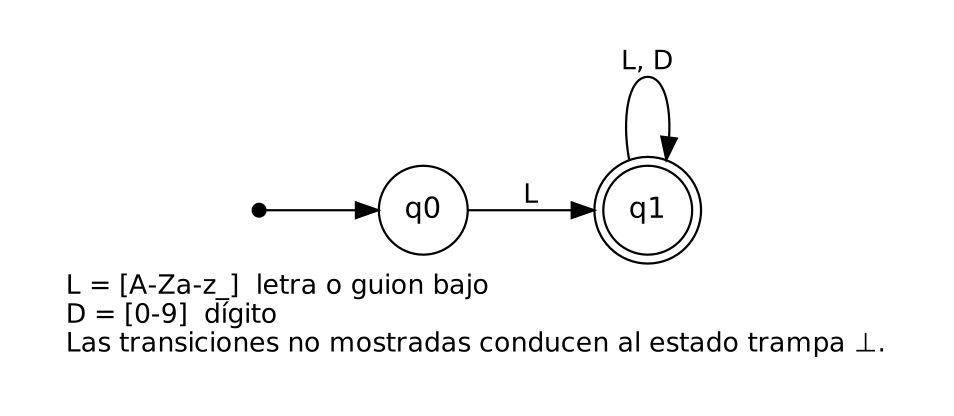 L, D
q0
L
q1
L = [A-Za-z_]  letra o guion bajo
D = [0-9]  dígito
Las transiciones no mostradas conducen al estado trampa ⊥.